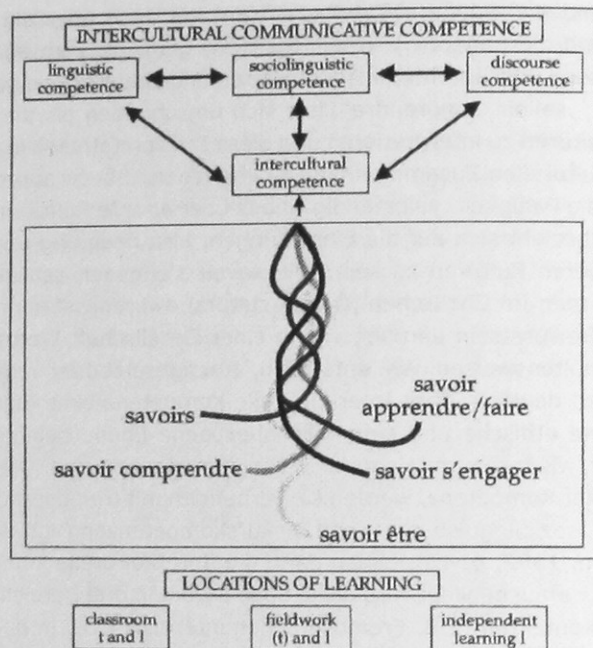 INTERCULTURAL COMMUNICATIVE COMPETENCE
linguistic
competence
sociolinguistic
competence
discourse
competence
intercultural
competence
savoir
apprendre/faire
savoirs
savoir comprendre
savoir s'engager
savoir être
LOCATIONS OF LEARNING
classroom
t and l
fieldwork
(t) and l
independent
learning l